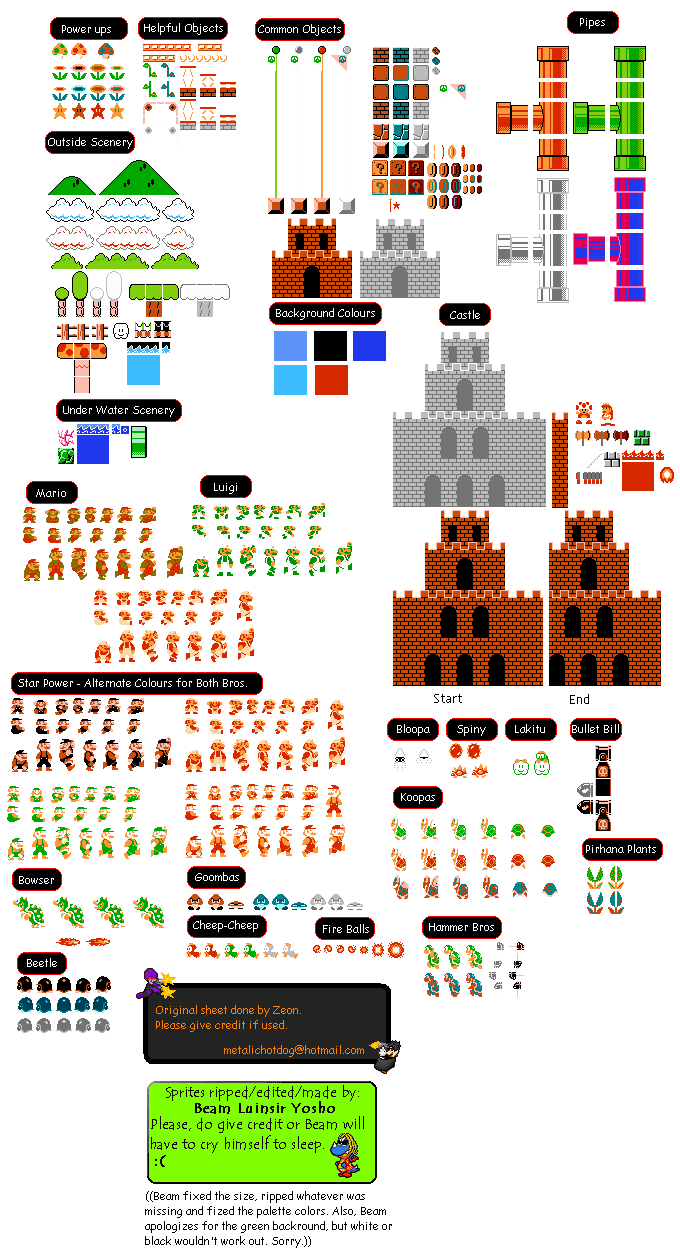 Power ups
Helpful Objects
Common Objects
Pipes
Outside Scenery
Background Colours
Castle
Under Water Scenery
Mario
Luigi
Star Power - Alternate Colours for Both Bros.
Start
End
Bloopa
Spiny
Lakitu
Bullet Bill
Koopas
Pirhana Plants
Bowser
Goombas
Cheep-Cheep
Fire Balls
Hammer Bros
Beetle
Original sheet done by Zeon.
Please give credit if used.
metalichotdog@hotmail.com
Sprites ripped/edited/made by:
Beam Luinsir Yosho
Please, do give credit or Beam will
have to cry himself to sleep.
:(
((Beam fixed the size, ripped whatever was
missing and fized the palette colors. Also, Beam
apologizes for the green backround, but white or
black wouldn't work out. Sorry.))